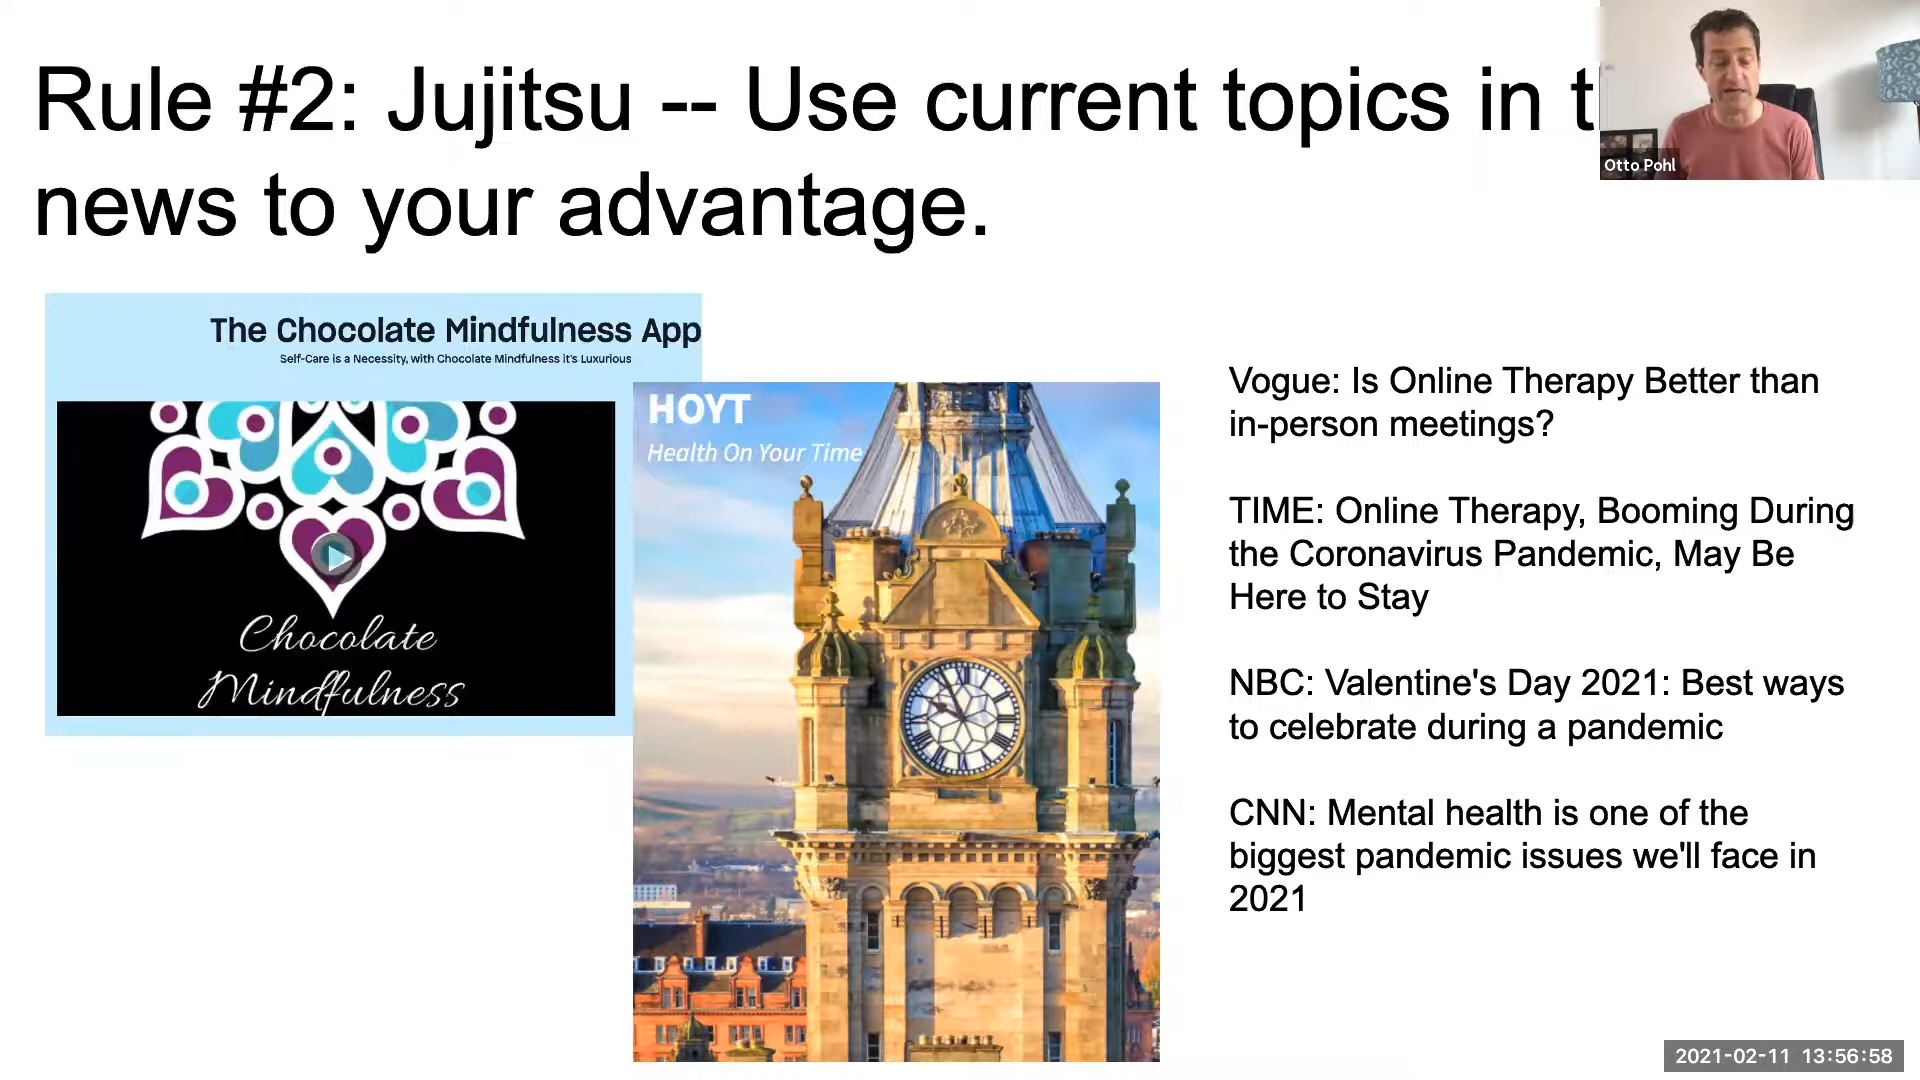 Rule #2: Jujitsu -- Use current topics in t
news to your advantage.
Otto Pohl
The Chocolate Mindfulness App
Self-Care is a Necessity, with Chocolate Mindfulness it's Luxurious
Chocolate
Mindfulness
HOYT
Health On Your Time
Vogue: Is Online Therapy Better than
in-person meetings?
TIME: Online Therapy, Booming During
the Coronavirus Pandemic, May Be
Here to Stay
NBC: Valentine's Day 2021: Best ways
to celebrate during a pandemic
CNN: Mental health is one of the
biggest pandemic issues we'll face in
2021
2021-02-11 13:56:58